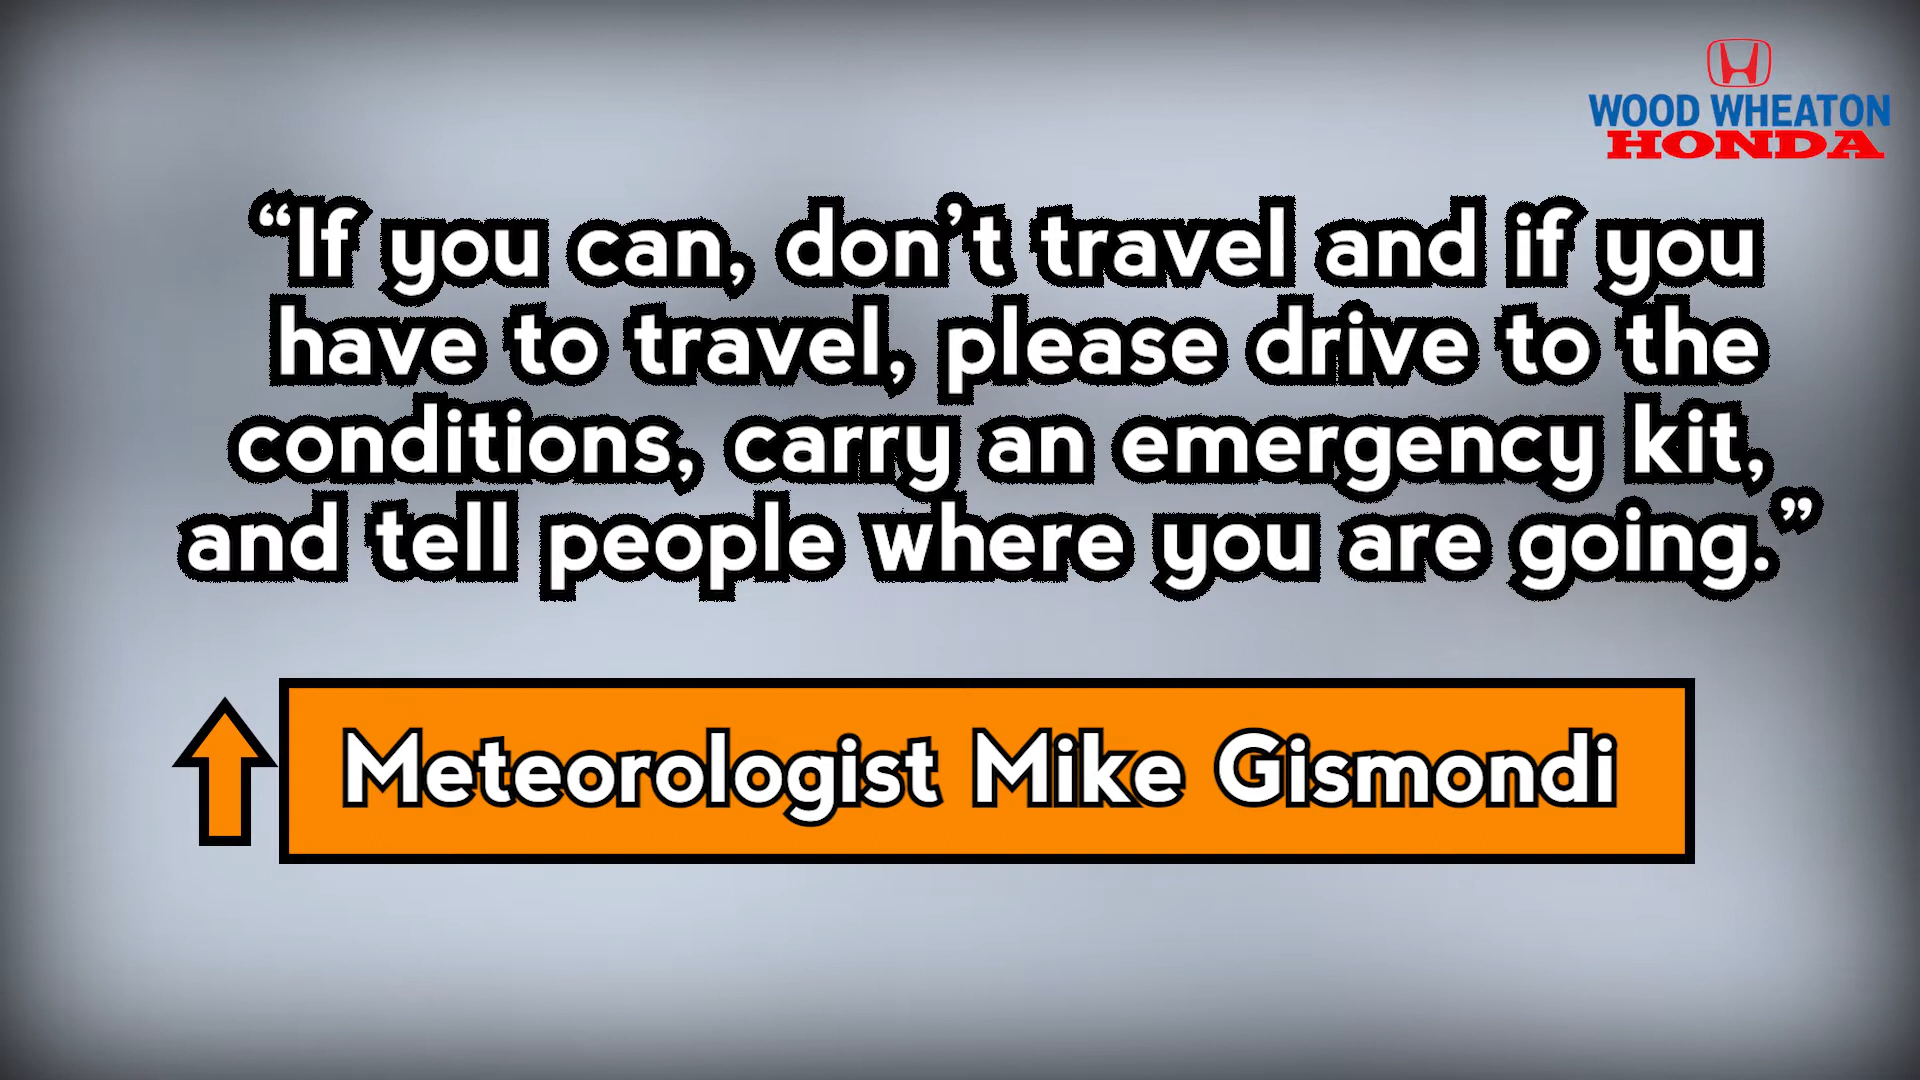 WOOD WHEATON
HONDA
“If you can, don’t travel and if you
have to travel, please drive to the
conditions, carry an emergency kit,
and tell people where you are going.”
Meteorologist Mike Gismondi